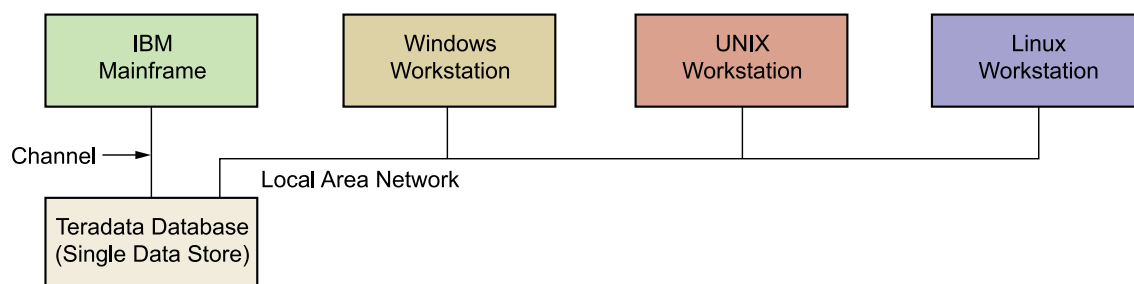 IBM
Mainframe
Windows
Workstation
UNIX
Workstation
Linux
Workstation
Channel
Local Area Network
Teradata Database
(Single Data Store)